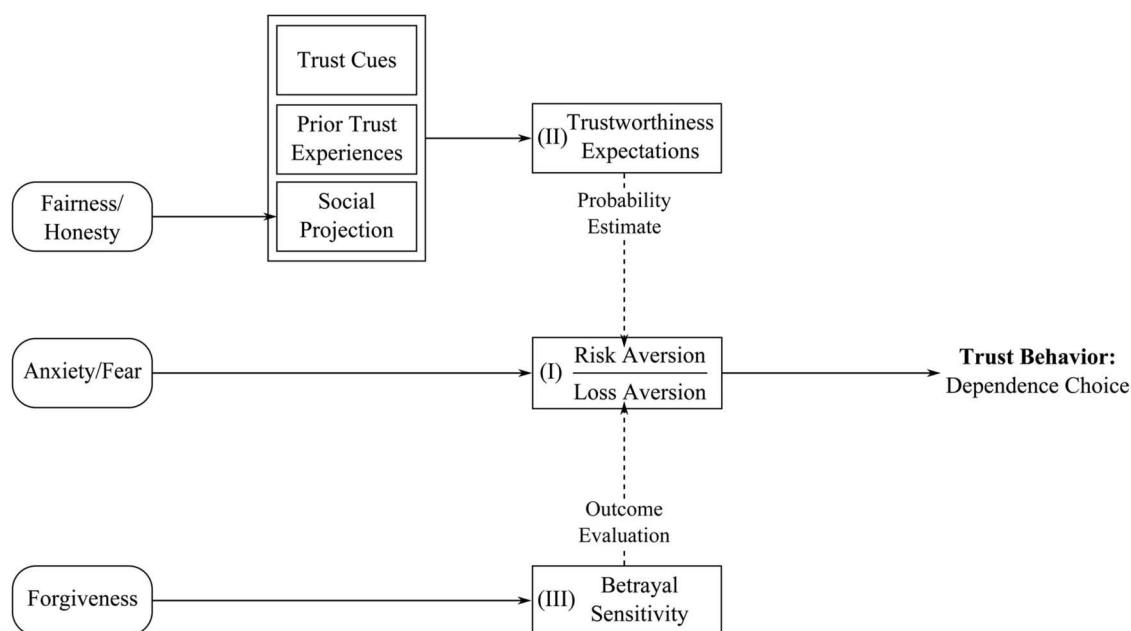 Trust Cues
Prior Trust
Experiences
Social
Projection
Fairness/
Honesty
(II) Trustworthiness
Expectations
Probability
Estimate
Anxiety/Fear
(I) Risk Aversion
Loss Aversion
Trust Behavior:
Dependence Choice
Outcome
Evaluation
Forgiveness
(III) Betrayal
Sensitivity